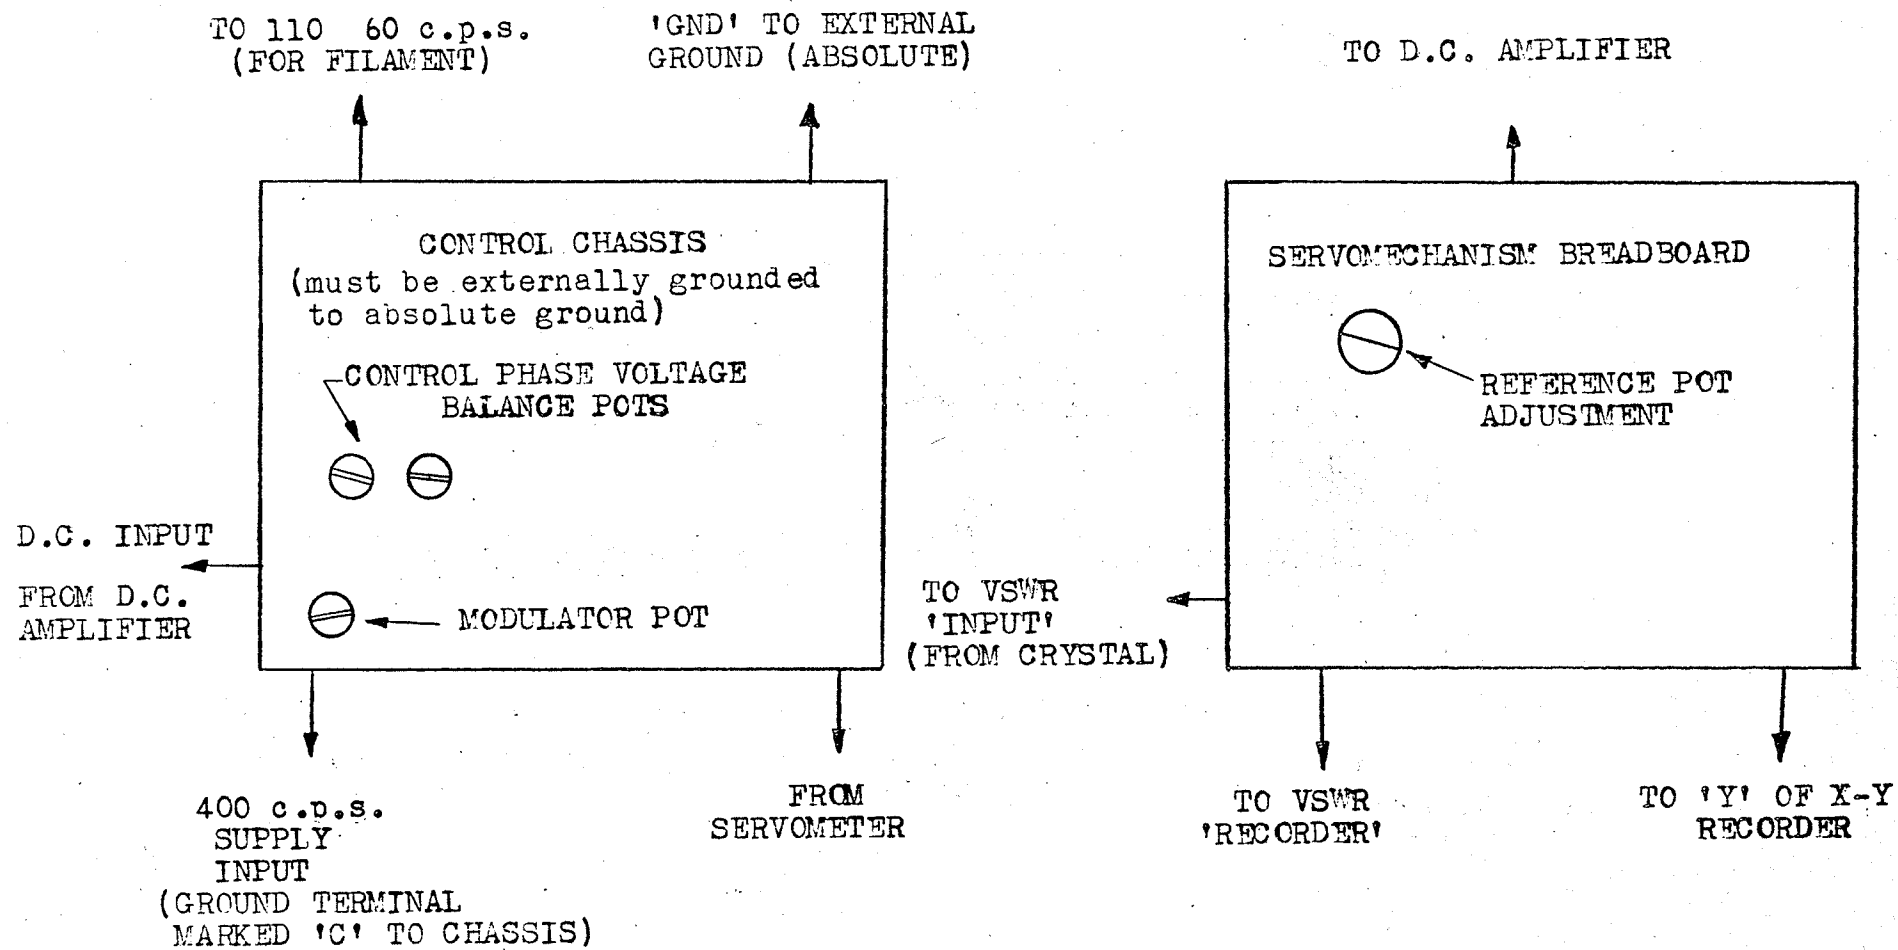 TO 110 60 c.p.s.
(FOR FILAMENT)
'GND' TO EXTERNAL
GROUND (ABSOLUTE)
TO D.C. AMPLIFIER
CONTROL CHASSIS
(must be externally grounded
to absolute ground)
CONTROL PHASE VOLTAGE
BALANCE POTS
D.C. INPUT
FROM D.C.
AMPLIFIER
MODULATOR POT
400 c.p.s.
SUPPLY
INPUT
(GROUND TERMINAL
MARKED 'C' TO CHASSIS)
FROM
SERVOMETER
SERVOMECHANISM BREADBOARD
REFERENCE POT
ADJUSTMENT
TO VSWR
'INPUT'
(FROM CRYSTAL)
TO VSWR
'RECORDER'
TO 'Y' OF X-Y
RECORDER